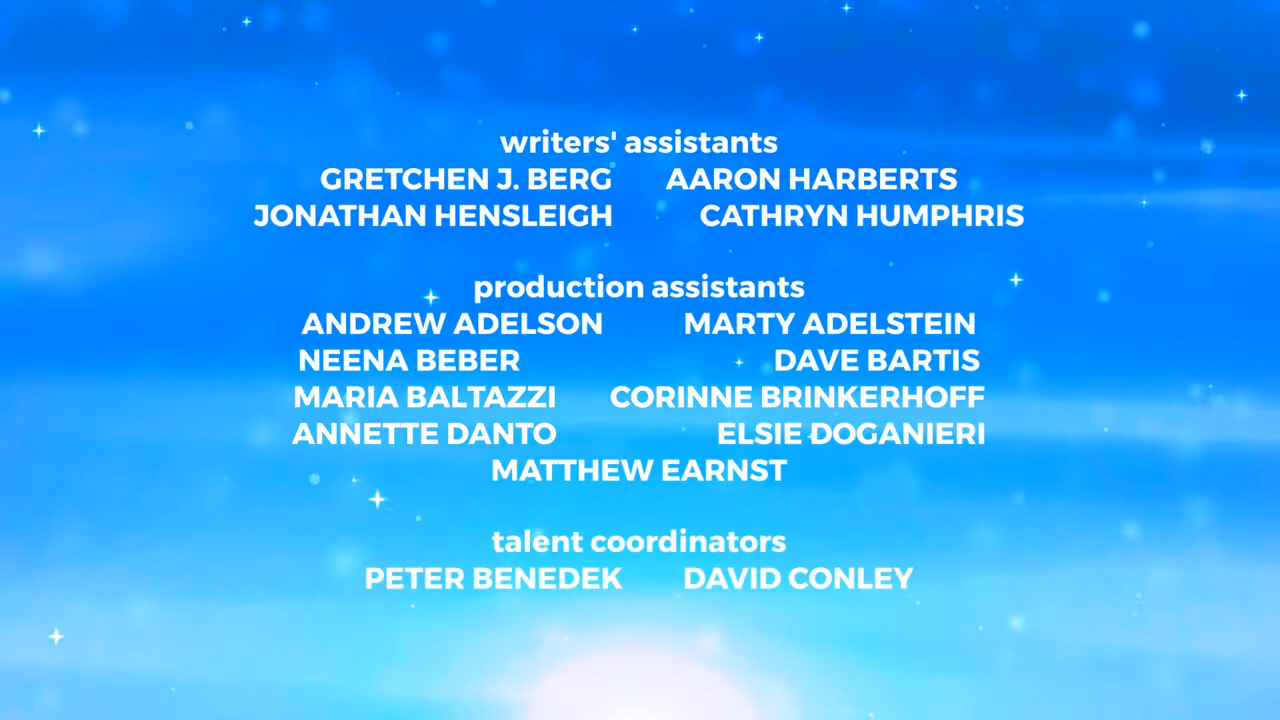 writers' assistants
GRETCHEN J. BERG AARON HARBERTS
JONATHAN HENSLEIGH CATHRYN HUMPHRIS
production assistants
ANDREW ADELSON MARTY ADELSTEIN
NEENA BEBER DAVE BARTIS
MARIA BALTAZZI CORINNE BRINKERHOFF
ANNETTE DANTO ELSIE DOGANIERI
MATTHEW EARNST
talent coordinators
PETER BENEDEK DAVID CONLEY